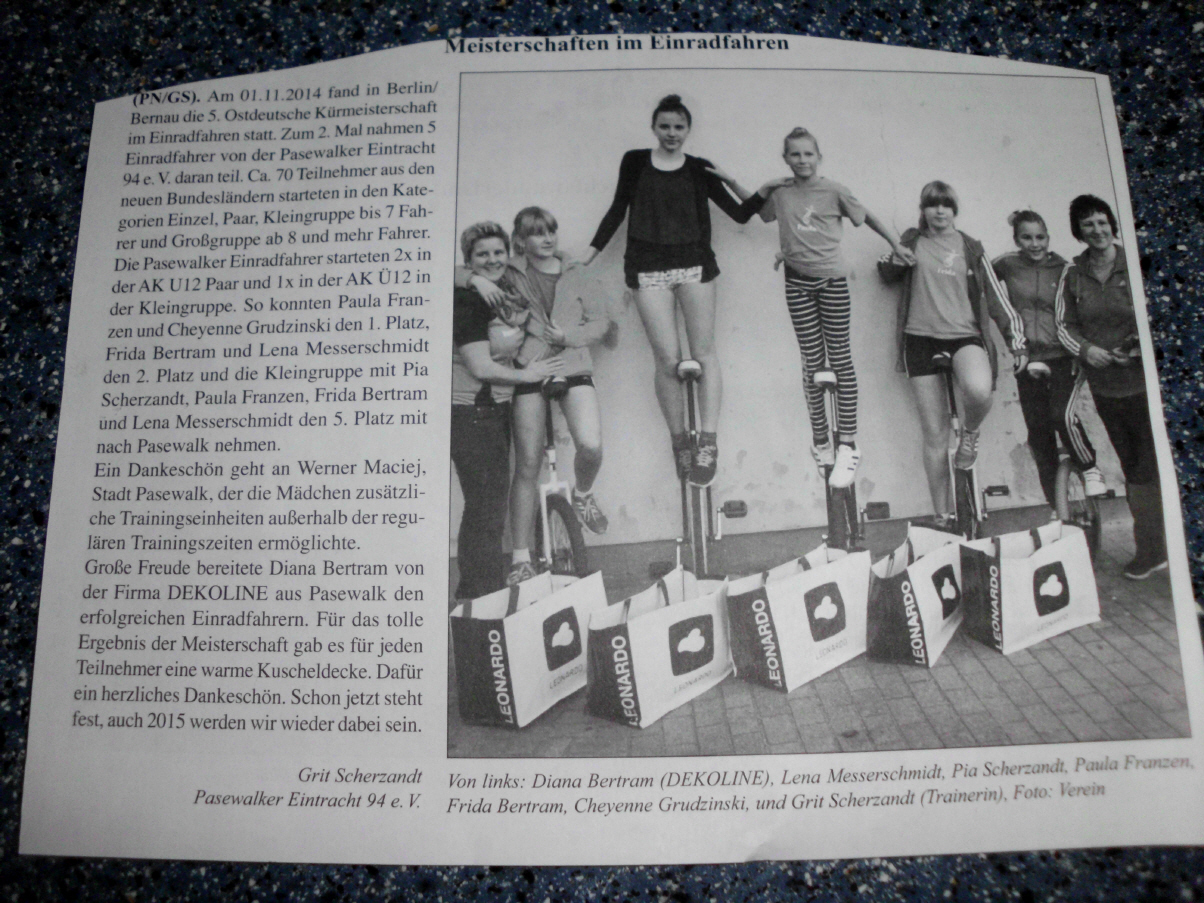 Meisterschaften im Einradfahren
(PN/GS). Am 01.11.2014 fand in Berlin/
Bernau die 5. Ostdeutsche Kürmeisterschaft
im Einradfahren statt. Zum 2. Mal nahmen 5
Einradfahrer von der Pasewalker Eintracht
94 e. V. daran teil. Ca. 70 Teilnehmer aus den
neuen Bundesländern starteten in den Kate-
gorien Einzel, Paar, Kleingruppe bis 7 Fah-
rer und Großgruppe ab 8 und mehr Fahrer.
Die Pasewalker Einradfahrer starteten 2x in
der AK U12 Paar und 1x in der AK Ü12 in
der Kleingruppe. So konnten Paula Fran-
zen und Cheyenne Grudzinski den 1. Platz,
Frida Bertram und Lena Messerschmidt
den 2. Platz und die Kleingruppe mit Pia
Scherzandt, Paula Franzen, Frida Bertram
und Lena Messerschmidt den 5. Platz mit
nach Pasewalk nehmen.
Ein Dankeschön geht an Werner Maciej,
Stadt Pasewalk, der die Mädchen zusätzli-
che Trainingseinheiten außerhalb der regu-
lären Trainingszeiten ermöglichte.
Große Freude bereitete Diana Bertram von
der Firma DEKOLINE aus Pasewalk den
erfolgreichen Einradfahrern. Für das tolle
Ergebnis der Meisterschaft gab es für jeden
Teilnehmer eine warme Kuscheldecke. Dafür
ein herzliches Dankeschön. Schon jetzt steht
fest, auch 2015 werden wir wieder dabei sein.
Grit Scherzandt
Pasewalker Eintracht 94 e. V.
LEONARDO
LEONARDO
LEONARDO
LEONARDO
LEONARDO
LEONARDO
LEONARDO
LEONARDO
LEONARDO
Von links: Diana Bertram (DEKOLINE), Lena Messerschmidt, Pia Scherzandt, Paula Franzen,
Frida Bertram, Cheyenne Grudzinski, und Grit Scherzandt (Trainerin), Foto: Verein